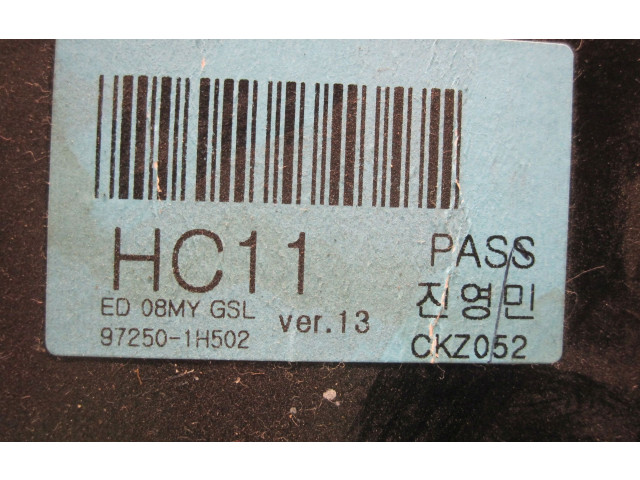 HC11
PASS
ED 08MY GSL
ver.13
진영민
97250-1H502
CKZ052